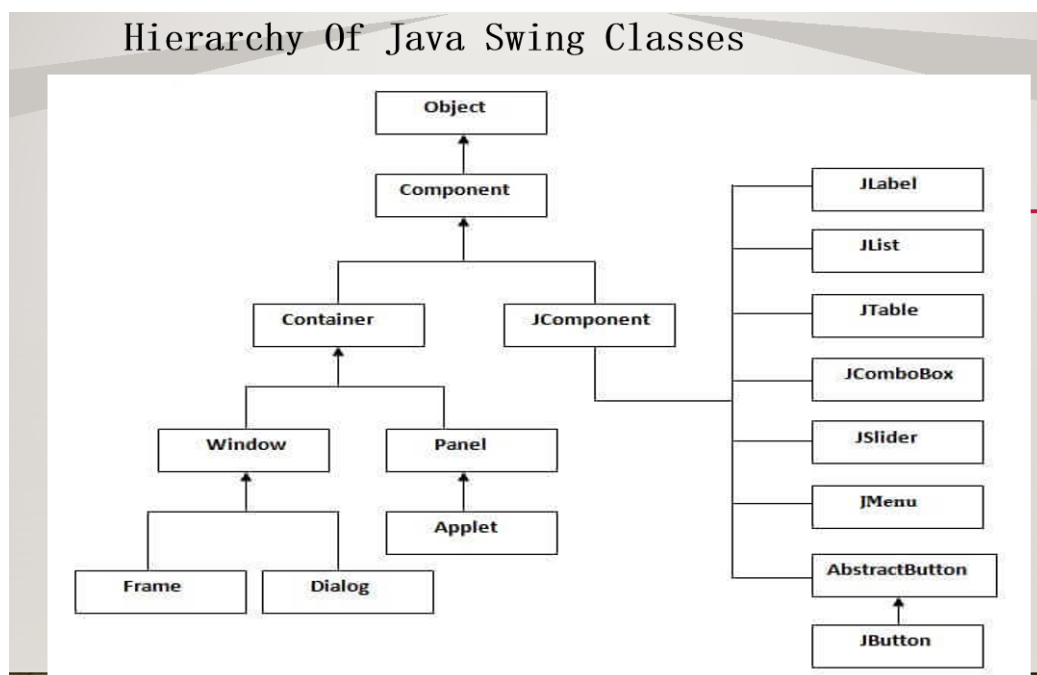 Hierarchy Of Java Swing Classes
Object
Component
Container
JComponent
Window
Panel
Applet
Frame
Dialog
JLabel
JList
JTable
JComboBox
JSlider
JMenu
AbstractButton
JButton